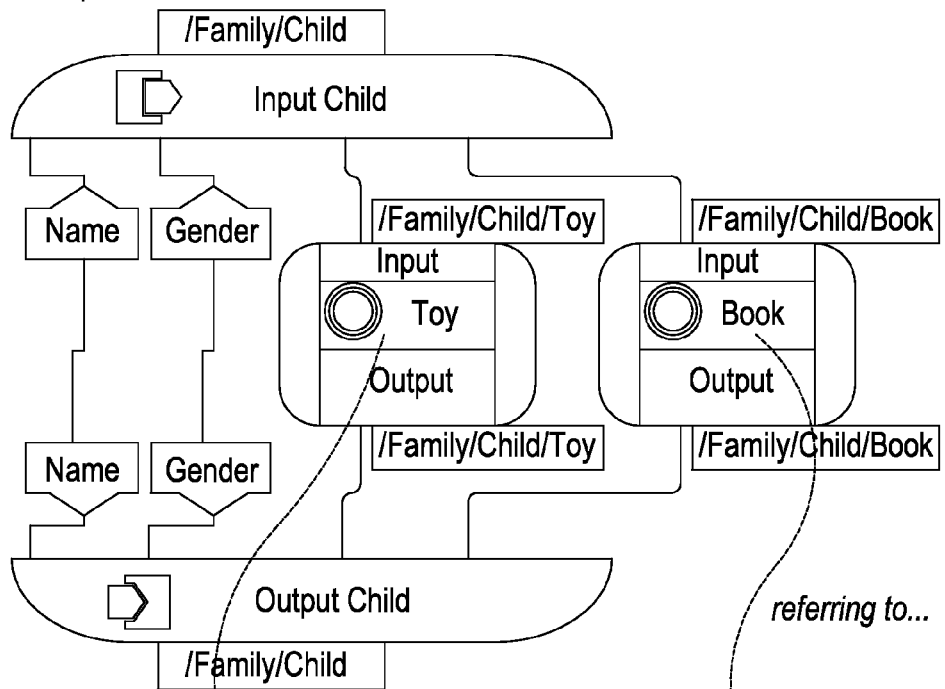 /Family/Child
Input Child
Name
Gender
/Family/Child/Toy
/Family/Child/Book
Input
Input
Toy
Book
Output
Output
Name
Gender
/Family/Child/Toy
/Family/Child/Book
Output Child
referring to...
/Family/Child